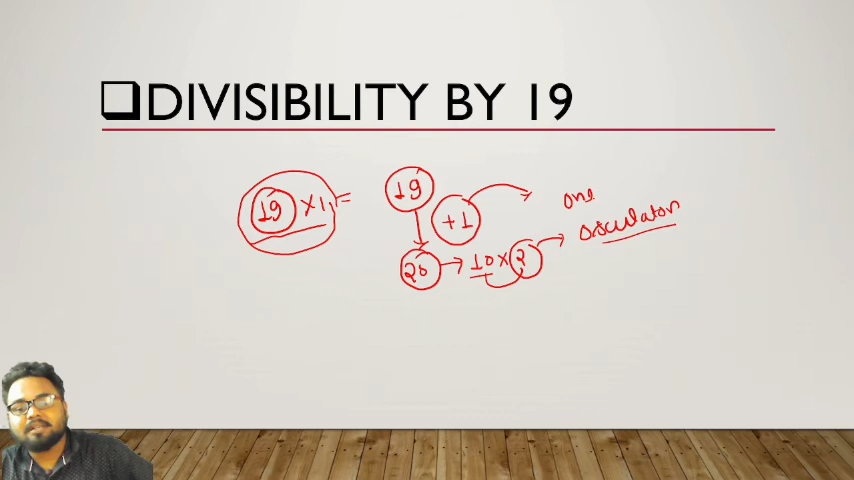 DIVISIBILITY BY 19
19 × 1 = 19
+1 one
20 → 10 × 2 → osculator